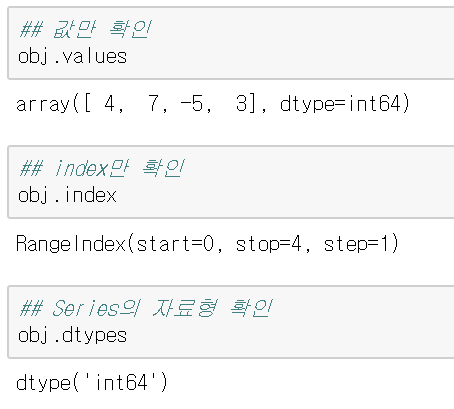 ## 값만 확인
obj.values
array([ 4,  7, -5,  3], dtype=int64)
## index만 확인
obj.index
RangeIndex(start=0, stop=4, step=1)
## Series의 자료형 확인
obj.dtypes
dtype('int64')